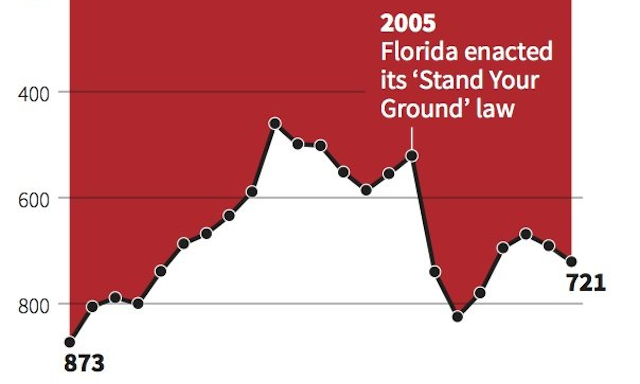 2005
Florida enacted
its ‘Stand Your
Ground’ law
400
600
800
721
873